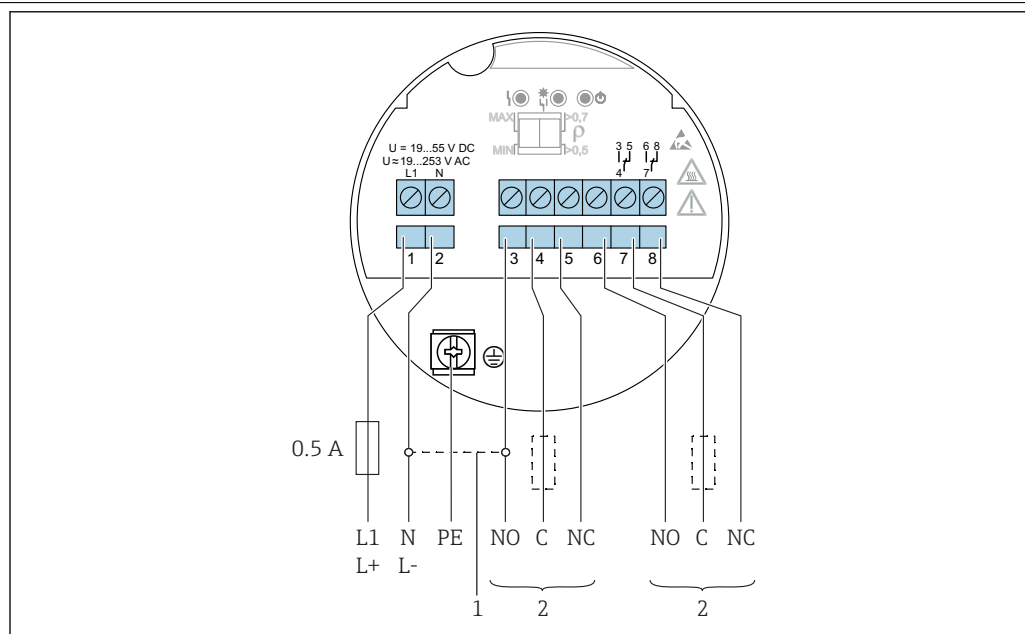 MAX >0,7
ρ
MIN >0,5
U = 19...55 V DC
U≂19...253 V AC
L1 N
3 5
4
6 8
7
1 2 3 4 5 6 7 8
0.5 A
L1 N PE NO C NC NO C NC
L+ L-
1 2 2